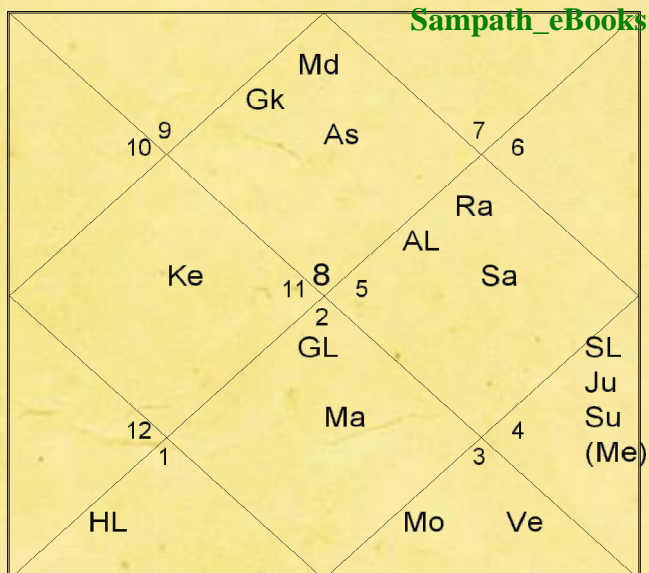 Sampath_eBooks
Md
Gk
As
9
7
10
6
Ra
AL
Ke
Sa
8
11
5
2
GL
SL
Ju
Ma
Su
12
4
(Me)
1
3
HL
Mo
Ve